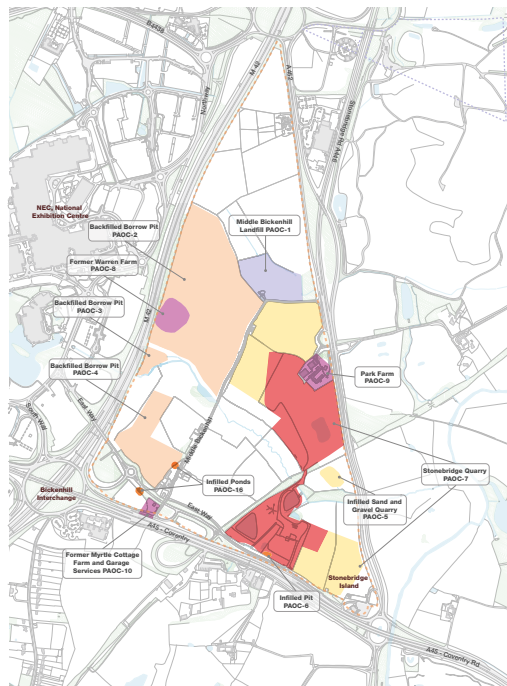 B4438
M 42
A 452
Northway
Stonebridge Rd A446
NEC, National
Exhibition Centre
Backfilled Borrow Pit
PAOC-2
Middle Bickenhill
Landfill PAOC-1
Former Warren Farm
PAOC-8
Backfilled Borrow Pit
PAOC-3
M 42
Backfilled Borrow Pit
PAOC-4
Park Farm
PAOC-9
East Way
South Way
Middle Bickenhill
Stonebridge Quarry
PAOC-7
Infilled Ponds
PAOC-16
Bickenhill
Interchange
East Way
Infilled Sand and
Gravel Quarry
PAOC-5
A45 - Coventry
Former Myrtle Cottage
Farm and Garage
Services PAOC-10
Stonebridge
Island
Infilled Pit
PAOC-6
A45 - Coventry Rd